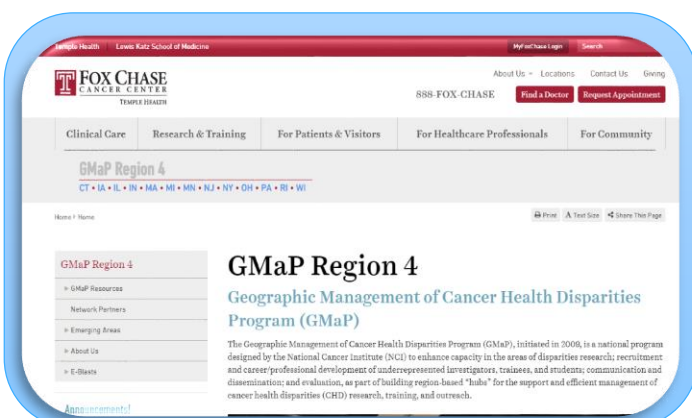 Temple Health Lewis Katz School of Medicine MyFoxChase Login Search
FOX CHASE
CANCER CENTER
TEMPLE HEALTH
About Us Locations Contact Us Giving
888-FOX-CHASE Find a Doctor Request Appointment
Clinical Care Research & Training For Patients & Visitors For Healthcare Professionals For Community
GMaP Region 4
CT • IA • IL • IN • MA • MI • MN • NJ • NY • OH • PA • RI • WI
Home › Home Print A Text Size Share This Page
GMaP Region 4
GMaP Resources
Network Partners
Emerging Areas
About Us
E-Blasts
Announcements!
GMaP Region 4
Geographic Management of Cancer Health Disparities
Program (GMaP)
The Geographic Management of Cancer Health Disparities Program (GMaP), initiated in 2009, is a national program
designed by the National Cancer Institute (NCI) to enhance capacity in the areas of disparities research; recruitment
and career/professional development of underrepresented investigators, trainees, and students; communication and
dissemination; and evaluation, as part of building region-based "hubs" for the support and efficient management of
cancer health disparities (CHD) research, training, and outreach.